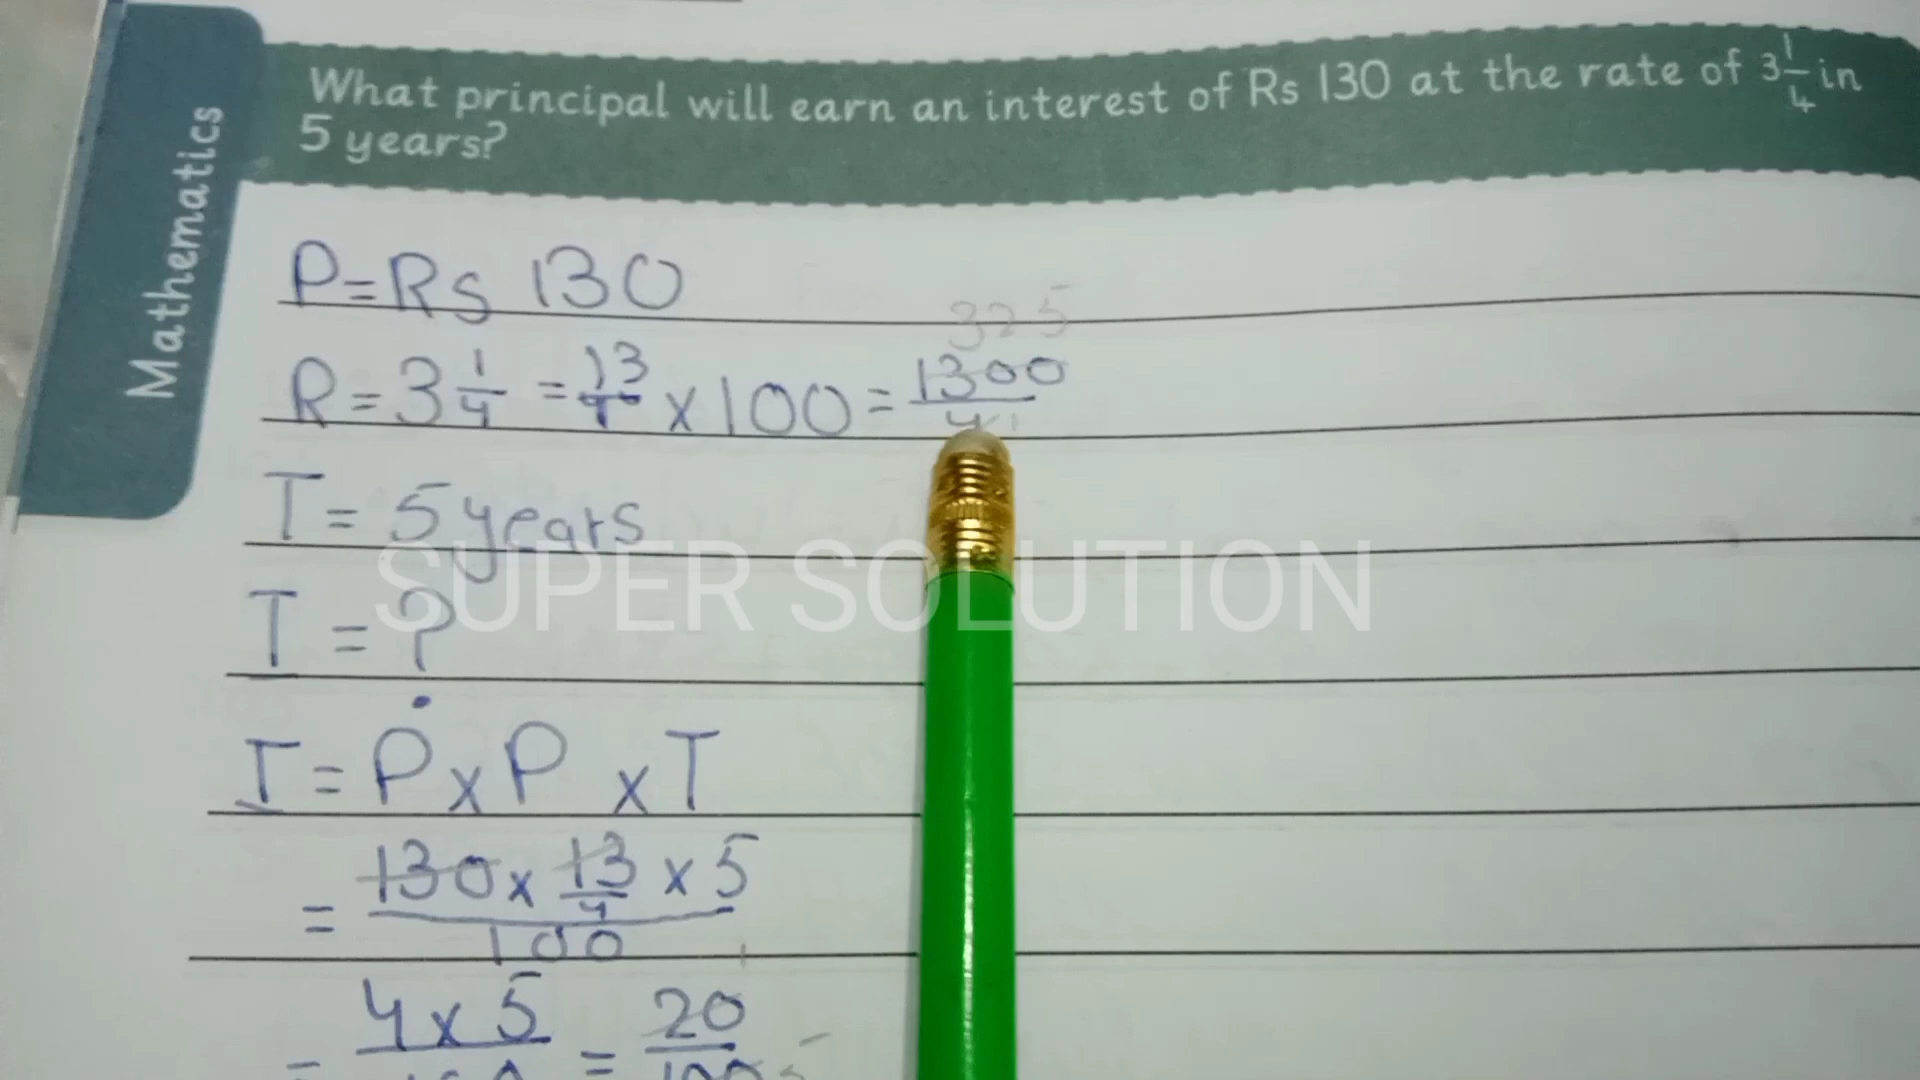 What principal will earn an interest of Rs 130 at the rate of 3 1/4 in
5 years?
Mathematics
P=Rs 130
325
R = 3 1/4 = 13/4 x 100 = 1300/4 1
T = 5 years
SUPER SOLUTION
T = ?
I = P x P x T
= 130 x 13/4 x 5
100
4 x 5 = 20